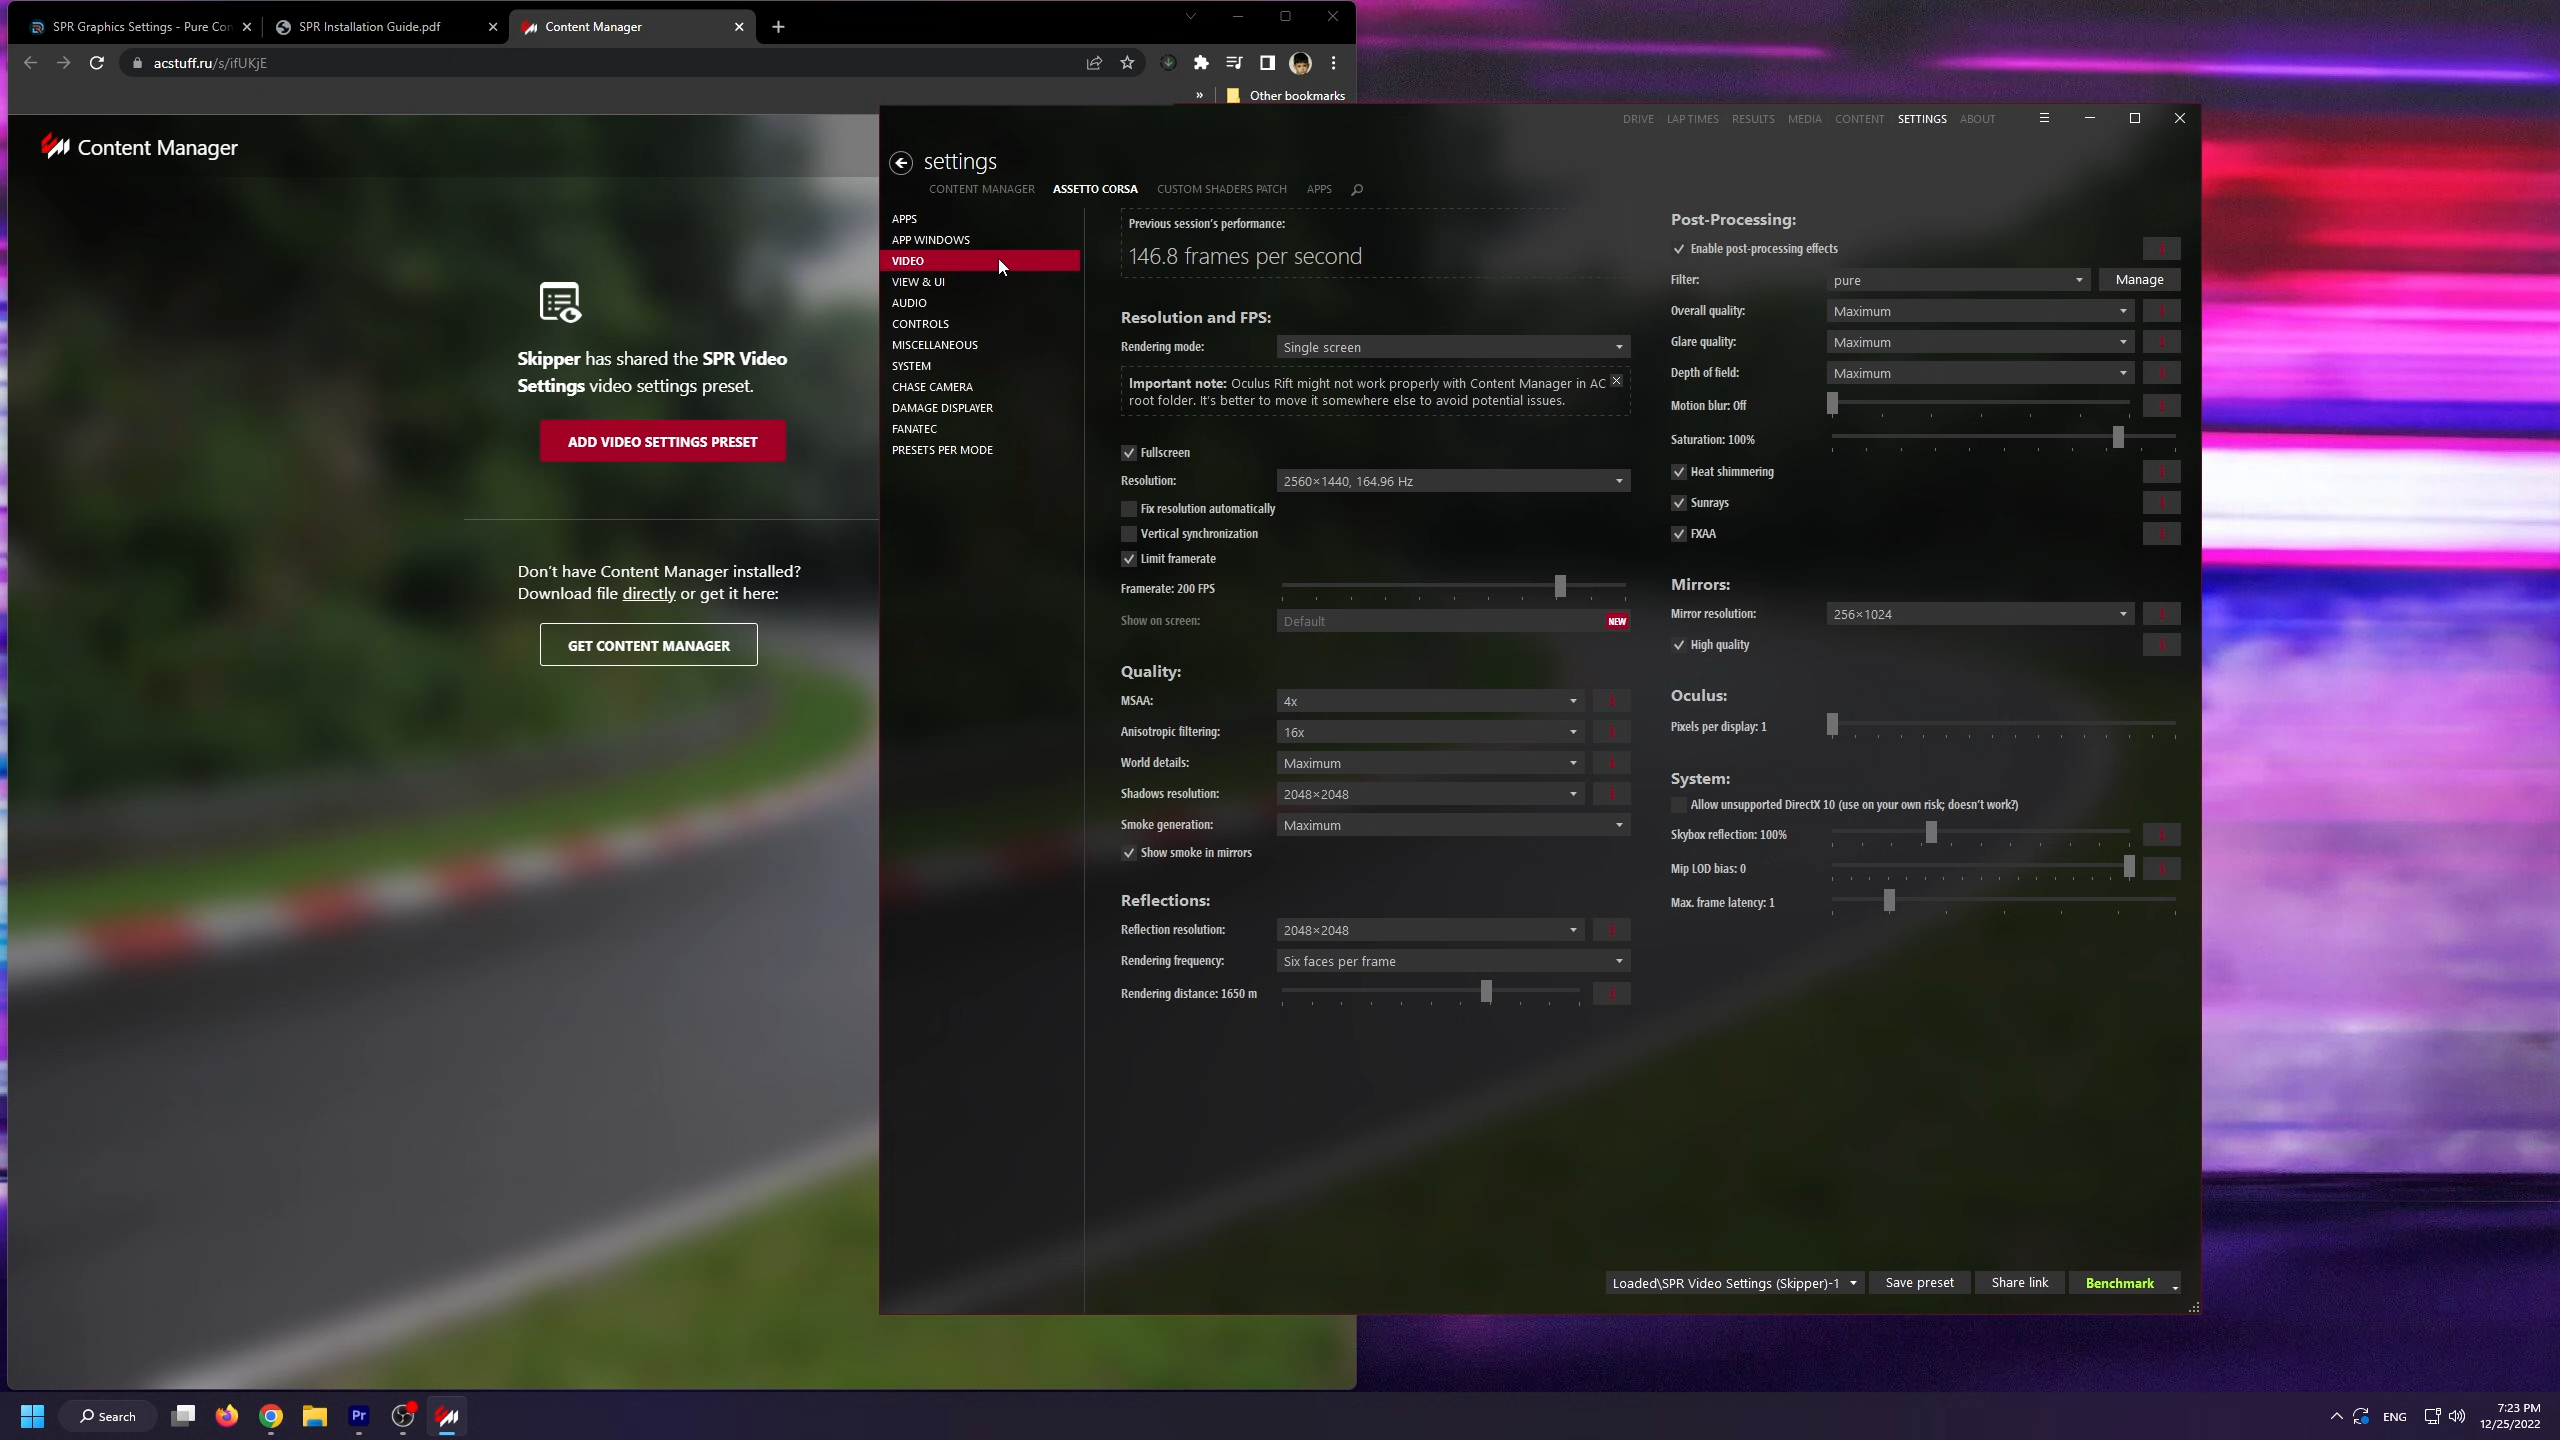 SPR Graphics Settings - Pure Con
SPR Installation Guide.pdf
Content Manager
acstuff.ru/s/ifUKjE
»
Other bookmarks
Content Manager
Skipper has shared the SPR Video
Settings video settings preset.
ADD VIDEO SETTINGS PRESET
Don't have Content Manager installed?
Download file directly or get it here:
GET CONTENT MANAGER
DRIVE LAP TIMES RESULTS MEDIA CONTENT SETTINGS ABOUT
settings
CONTENT MANAGER ASSETTO CORSA CUSTOM SHADERS PATCH APPS
APPS
APP WINDOWS
VIDEO
VIEW & UI
AUDIO
CONTROLS
MISCELLANEOUS
SYSTEM
CHASE CAMERA
DAMAGE DISPLAYER
FANATEC
PRESETS PER MODE
Previous session's performance:
146.8 frames per second
Resolution and FPS:
Rendering mode: Single screen
Important note: Oculus Rift might not work properly with Content Manager in AC
root folder. It's better to move it somewhere else to avoid potential issues.
Fullscreen
Resolution: 2560×1440, 164.96 Hz
Fix resolution automatically
Vertical synchronization
Limit framerate
Framerate: 200 FPS
Show on screen: Default NEW
Quality:
MSAA: 4x
Anisotropic filtering: 16x
World details: Maximum
Shadows resolution: 2048×2048
Smoke generation: Maximum
Show smoke in mirrors
Reflections:
Reflection resolution: 2048×2048
Rendering frequency: Six faces per frame
Rendering distance: 1650 m
Post-Processing:
Enable post-processing effects
Filter: pure Manage
Overall quality: Maximum
Glare quality: Maximum
Depth of field: Maximum
Motion blur: Off
Saturation: 100%
Heat shimmering
Sunrays
FXAA
Mirrors:
Mirror resolution: 256×1024
High quality
Oculus:
Pixels per display: 1
System:
Allow unsupported DirectX 10 (use on your own risk; doesn't work?)
Skybox reflection: 100%
Mip LOD bias: 0
Max. frame latency: 1
Loaded\SPR Video Settings (Skipper)-1 Save preset Share link Benchmark
Search
Pr
ENG
7:23 PM
12/25/2022